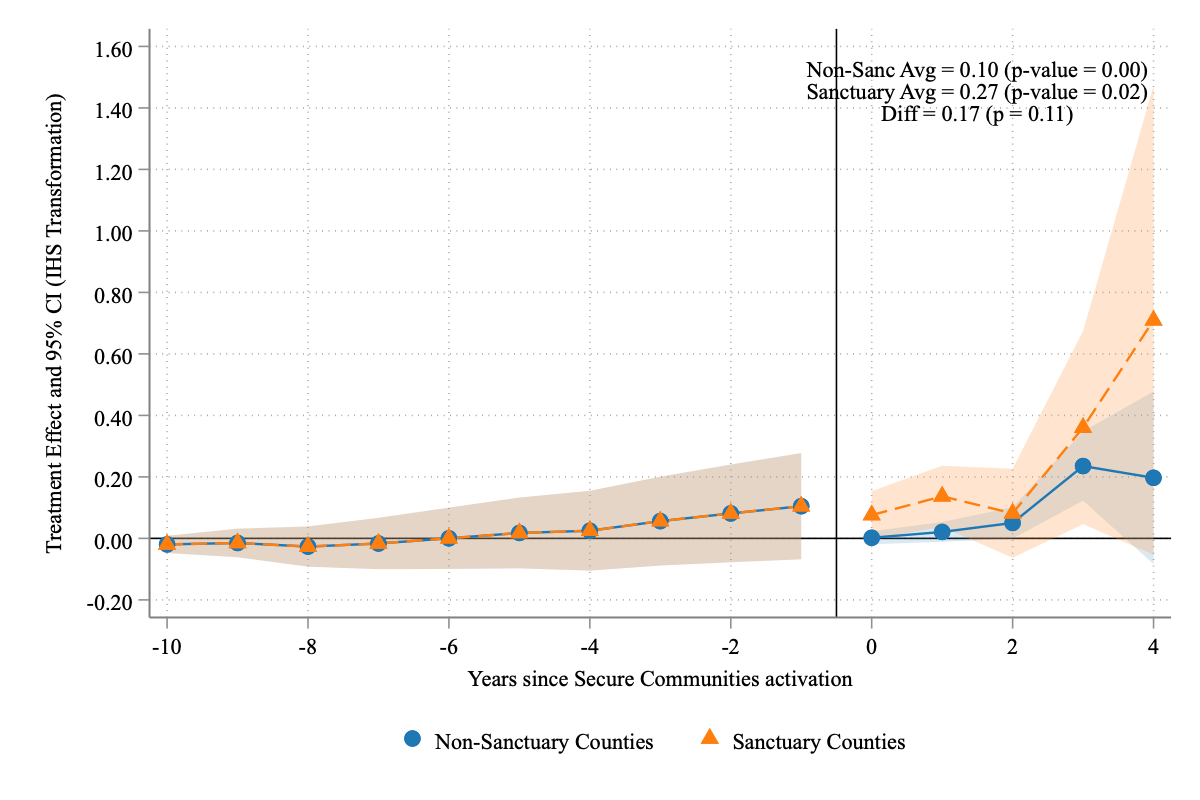 Non-Sanc Avg = 0.10 (p-value = 0.00)
Sanctuary Avg = 0.27 (p-value = 0.02)
Diff = 0.17 (p = 0.11)
Treatment Effect and 95% CI (IHS Transformation)
1.60
1.40
1.20
1.00
0.80
0.60
0.40
0.20
0.00
-0.20
-10 -8 -6 -4 -2 0 2 4
Years since Secure Communities activation
Non-Sanctuary Counties Sanctuary Counties